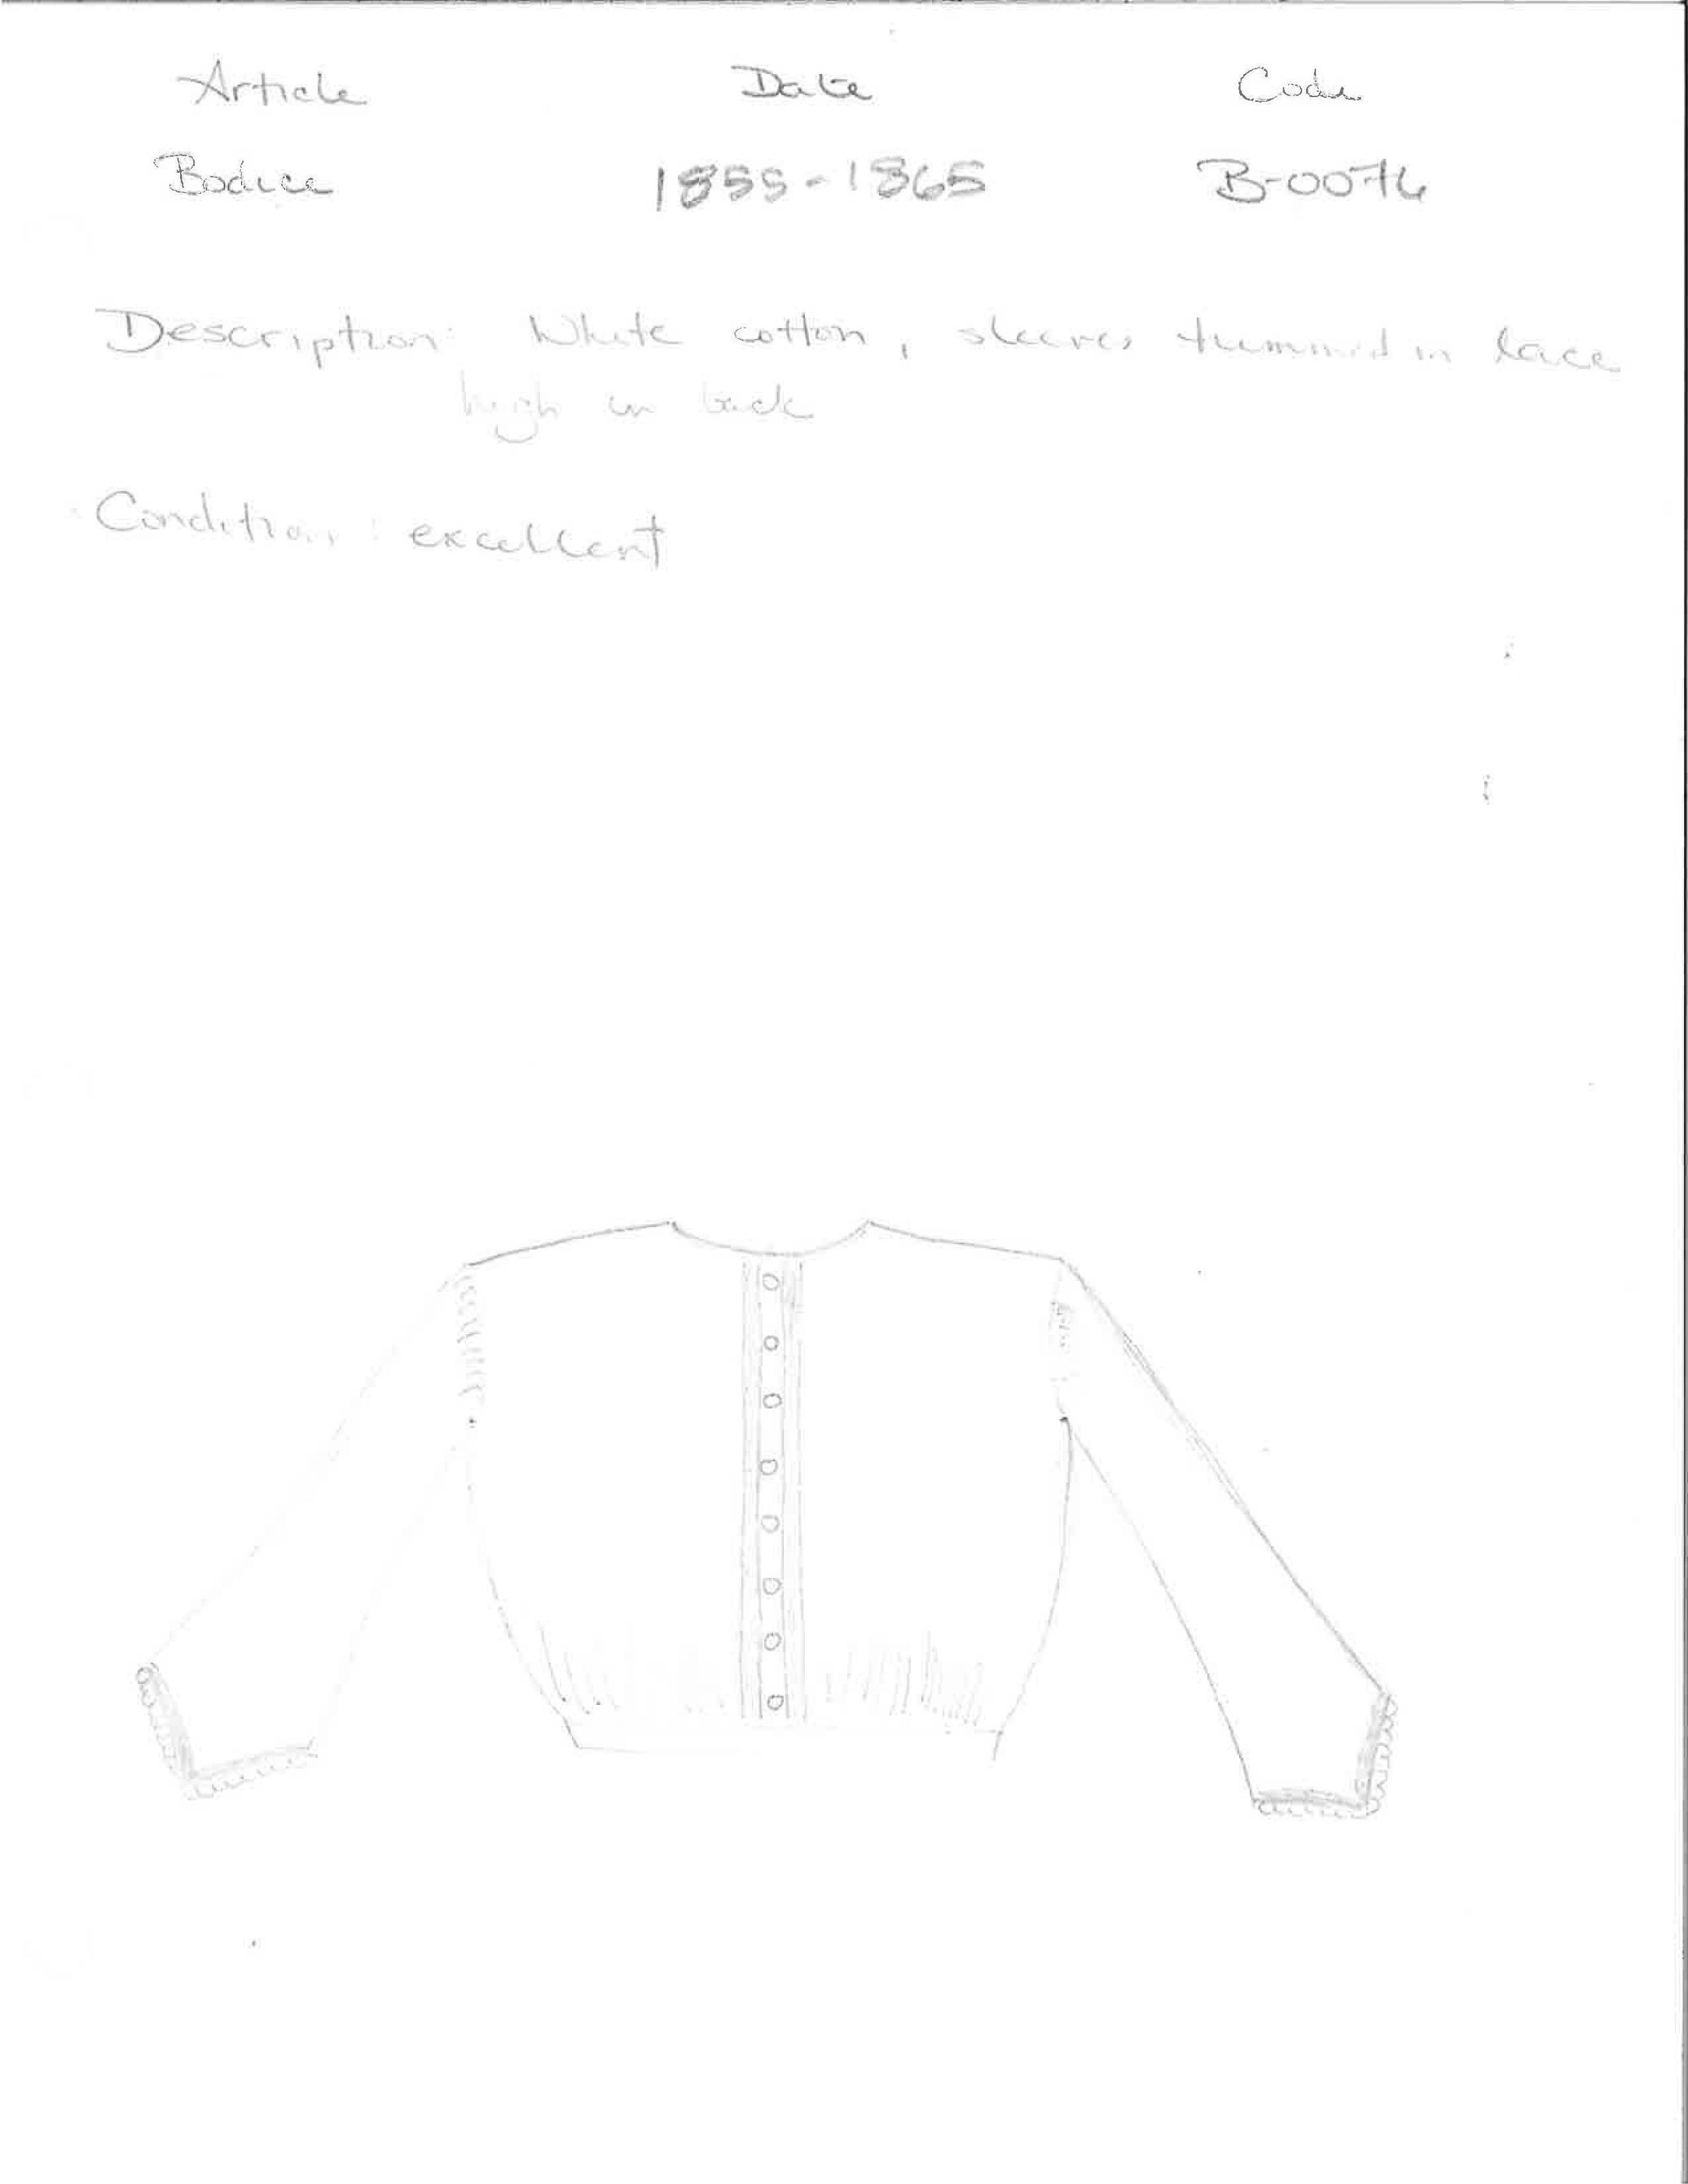 Article Date Code
Bodice 1855-1865 B-0076
Description: White cotton, sleeves trimmed in lace
high in back
Condition: excellent